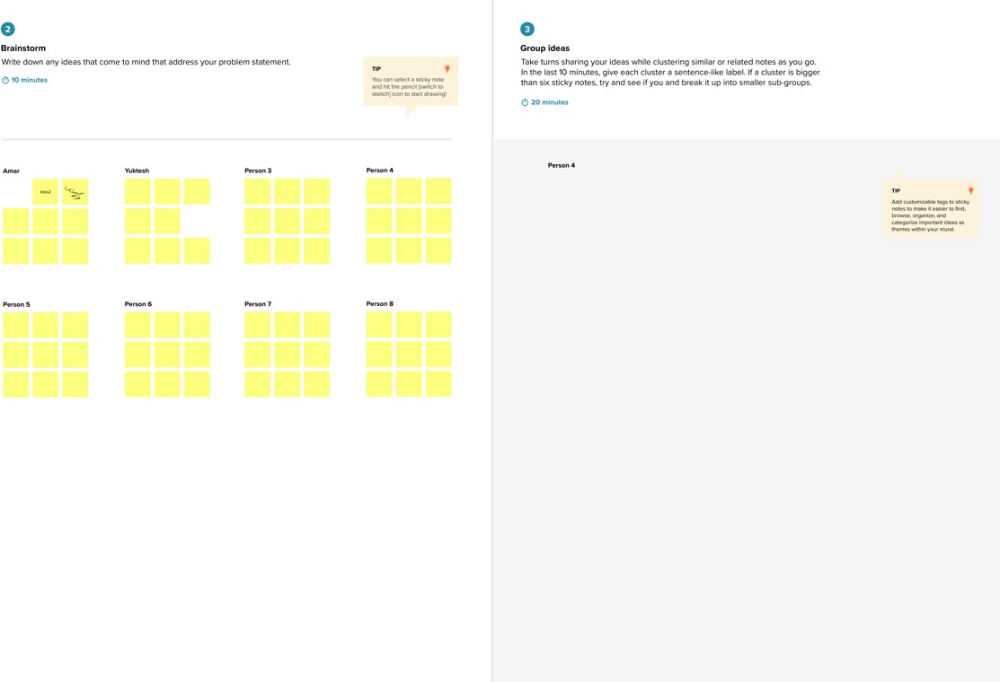 2
Brainstorm
Write down any ideas that come to mind that address your problem statement.
10 minutes
TIP
You can select a sticky note
and hit the pencil [switch to
sketch] icon to start drawing!
Amar
Yuktesh
Person 3
Person 4
Idea2
Person 5
Person 6
Person 7
Person 8
3
Group ideas
Take turns sharing your ideas while clustering similar or related notes as you go.
In the last 10 minutes, give each cluster a sentence-like label. If a cluster is bigger
than six sticky notes, try and see if you and break it up into smaller sub-groups.
20 minutes
Person 4
TIP
Add customizable tags to sticky
notes to make it easier to find,
browse, organize, and
categorize important ideas as
themes within your mural.